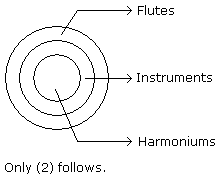 Flutes
Instruments
Harmoniums
Only (2) follows.